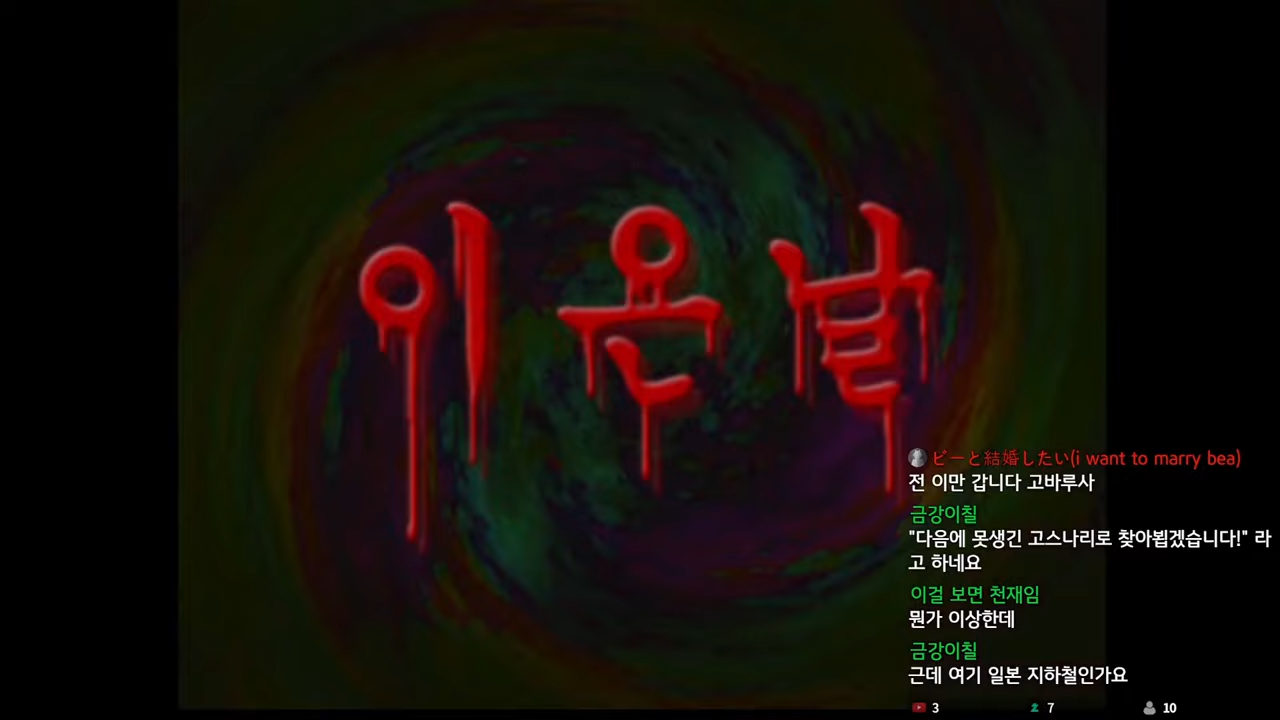 이 은 날
ビーと結婚したい(i want to marry bea)
전 이만 갑니다 고바루사
금강이칠
"다음에 못생긴 고스나리로 찾아뵙겠습니다!" 라
고 하네요
이걸 보면 천재임
뭔가 이상한데
금강이칠
근데 여기 일본 지하철인가요
3 7 10